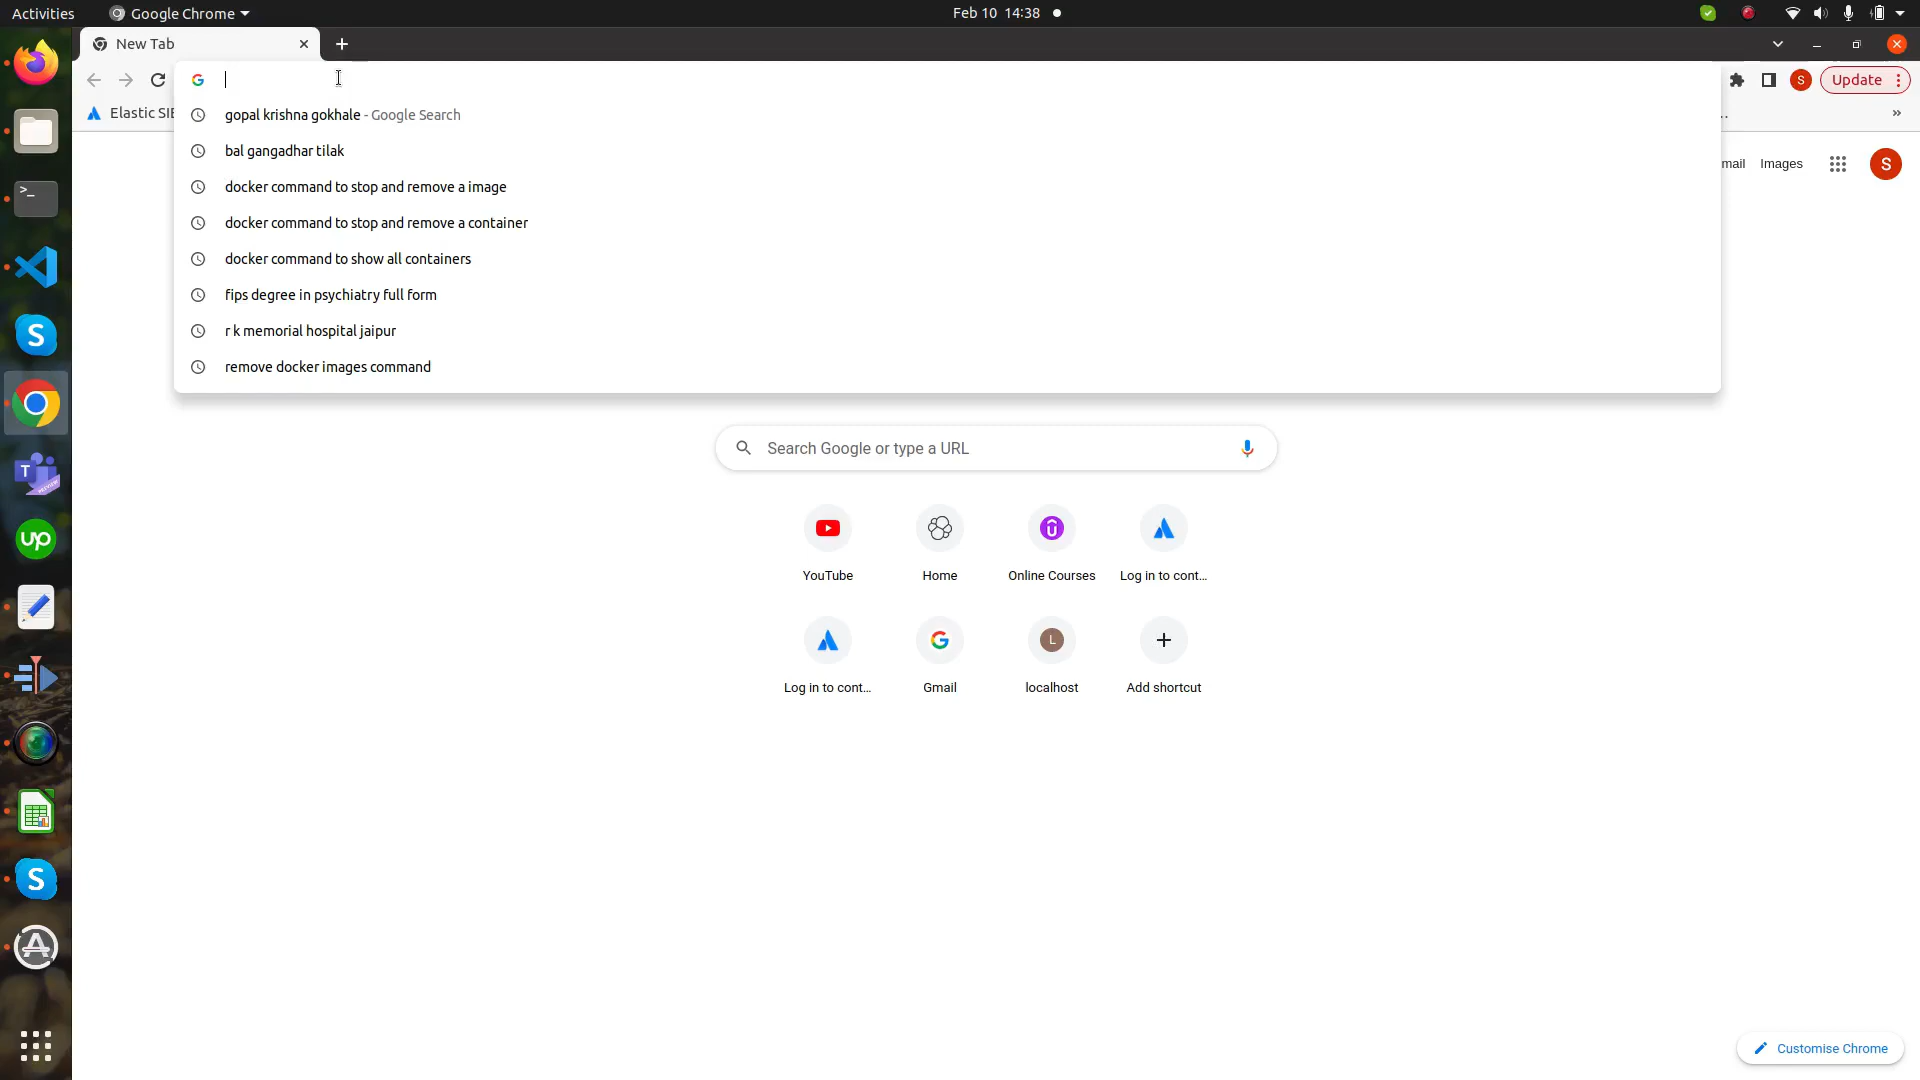 Activities Google Chrome Feb 10 14:38
New Tab
Update
Elastic SIE
gopal krishna gokhale - Google Search
bal gangadhar tilak
docker command to stop and remove a image
docker command to stop and remove a container
docker command to show all containers
fips degree in psychiatry full form
r k memorial hospital jaipur
remove docker images command
mail Images S
Search Google or type a URL
YouTube Home Online Courses Log in to cont...
Log in to cont... Gmail localhost Add shortcut
Customise Chrome